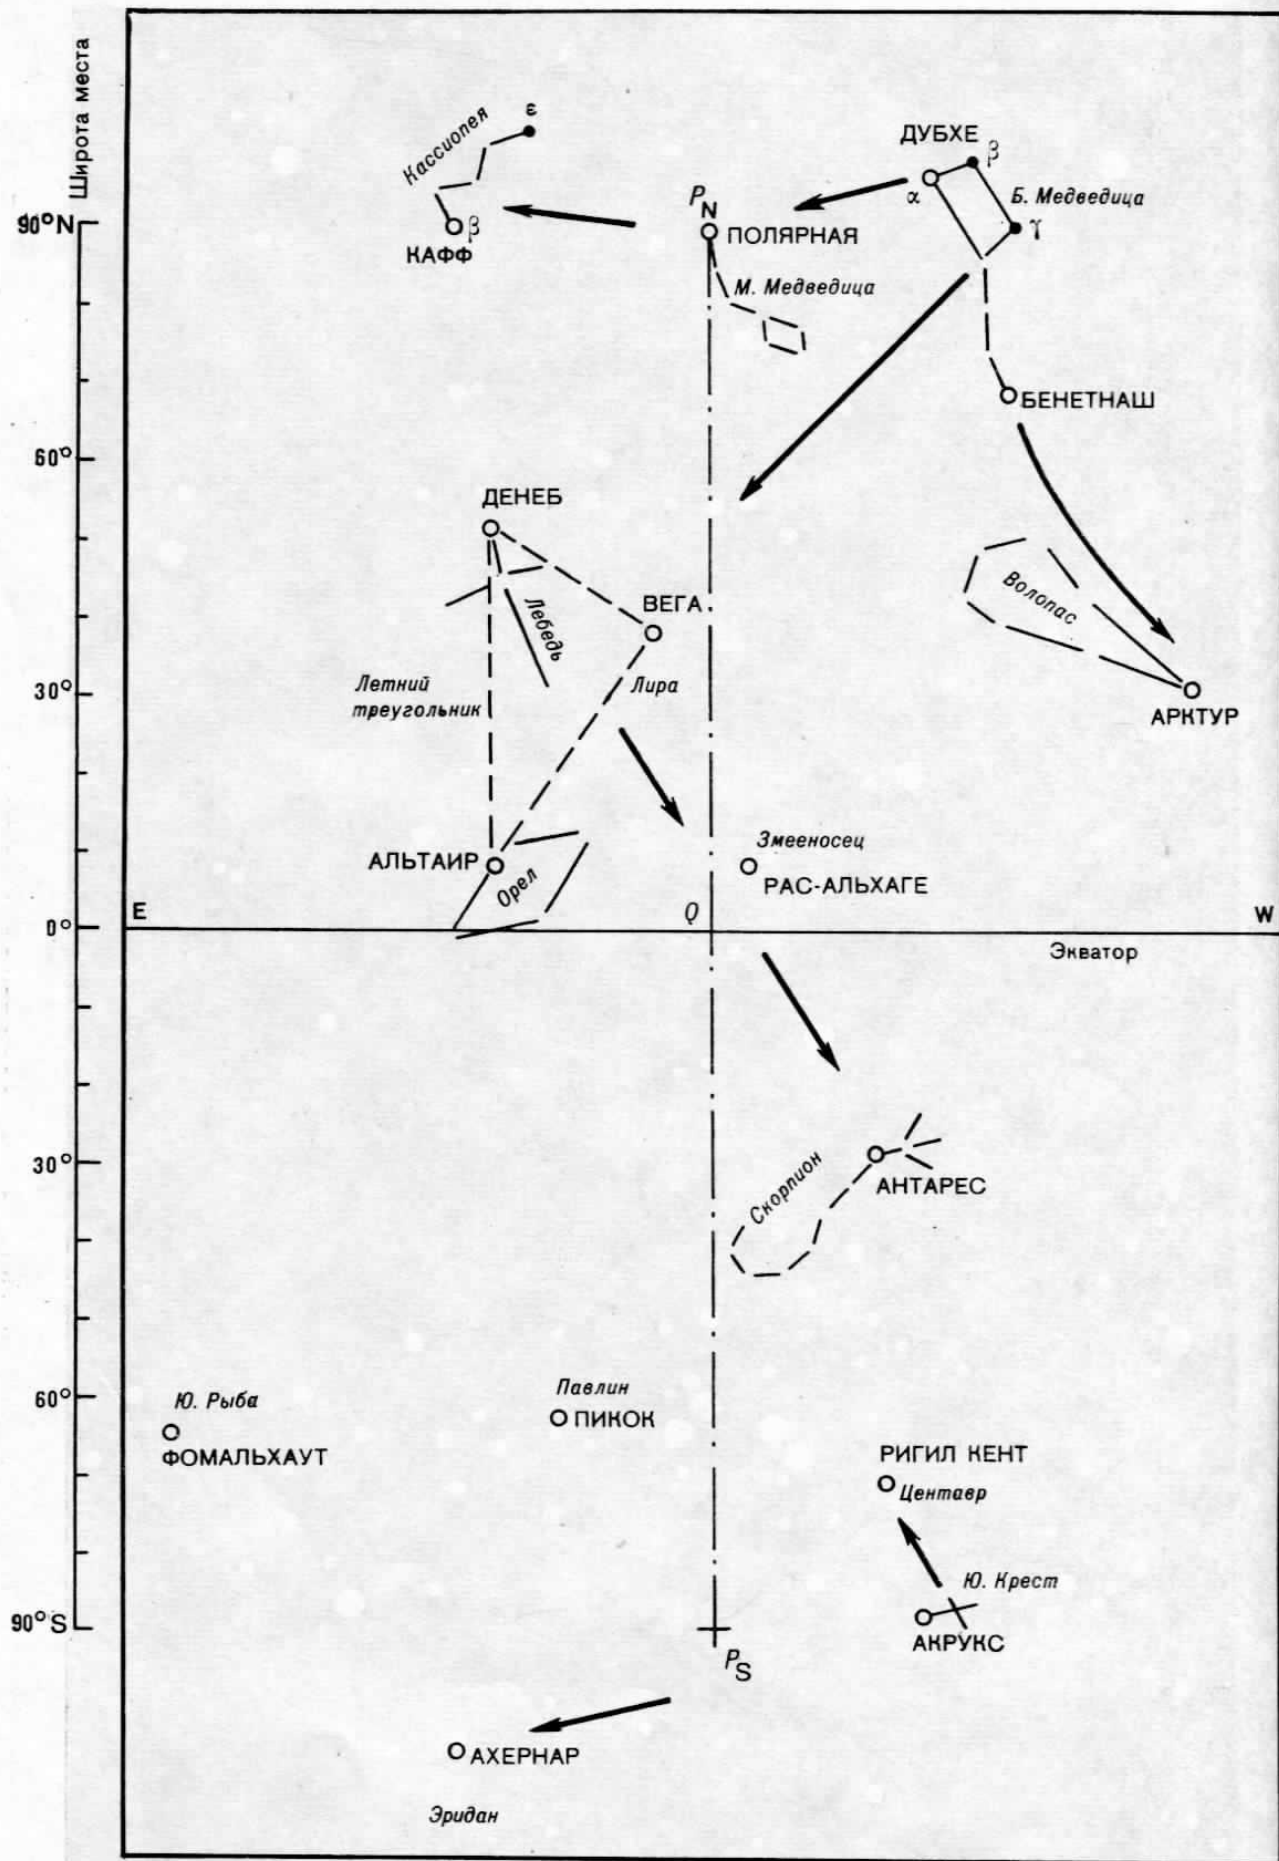 Широта места
Кассиопея
ε
β
КАФФ
90°N
P_N
ПОЛЯРНАЯ
М. Медведица
ДУБХЕ
β
α
Б. Медведица
γ
БЕНЕТНАШ
60°
ДЕНЕБ
Лебедь
ВЕГА
Лира
Летний
треугольник
Волопас
30°
АРКТУР
АЛЬТАИР
Орел
Змееносец
РАС-АЛЬХАГЕ
0°
E
Q
W
Экватор
30°
Скорпион
АНТАРЕС
60°
Ю. Рыба
ФОМАЛЬХАУТ
Павлин
ПИКОК
РИГИЛ КЕНТ
Центавр
Ю. Крест
90°S
АКРУКС
P_S
АХЕРНАР
Эридан